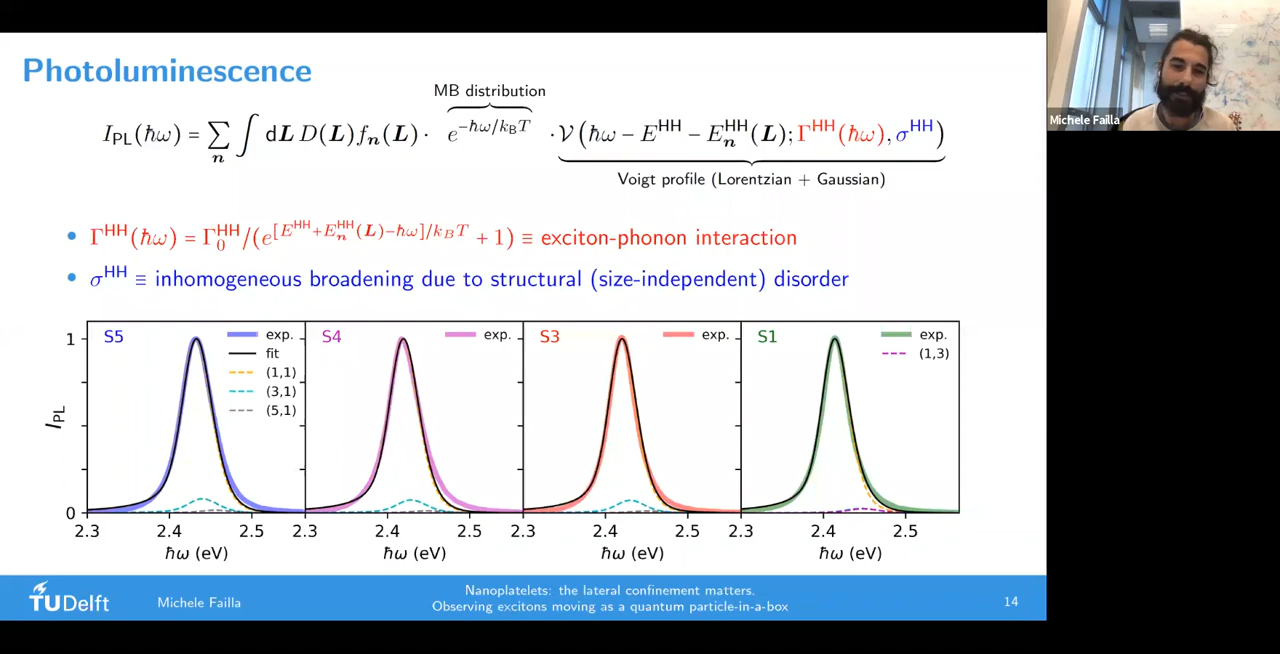 Photoluminescence
MB distribution
I_PL(ħω) = ∑_n ∫ dL D(L) f_n(L) · e^{−ħω/k_BT} · 𝒱(ħω − E^HH − E_n^HH(L); Γ^HH(ħω), σ^HH)
Voigt profile (Lorentzian + Gaussian)
• Γ^HH(ħω) = Γ_0^HH/(e^{[E^HH+E_n^HH(L)−ħω]/k_BT} + 1) ≡ exciton-phonon interaction
• σ^HH ≡ inhomogeneous broadening due to structural (size-independent) disorder
I_PL
1
0
S5
exp.
fit
(1,1)
(3,1)
(5,1)
S4
exp.
S3
exp.
S1
exp.
(1,3)
2.3 2.4 2.5 2.3 2.4 2.5 2.3 2.4 2.5 2.3 2.4 2.5
ħω (eV) ħω (eV) ħω (eV) ħω (eV)
TUDelft
Michele Failla
Nanoplatelets: the lateral confinement matters.
Observing excitons moving as a quantum particle-in-a-box
14
Michele Failla